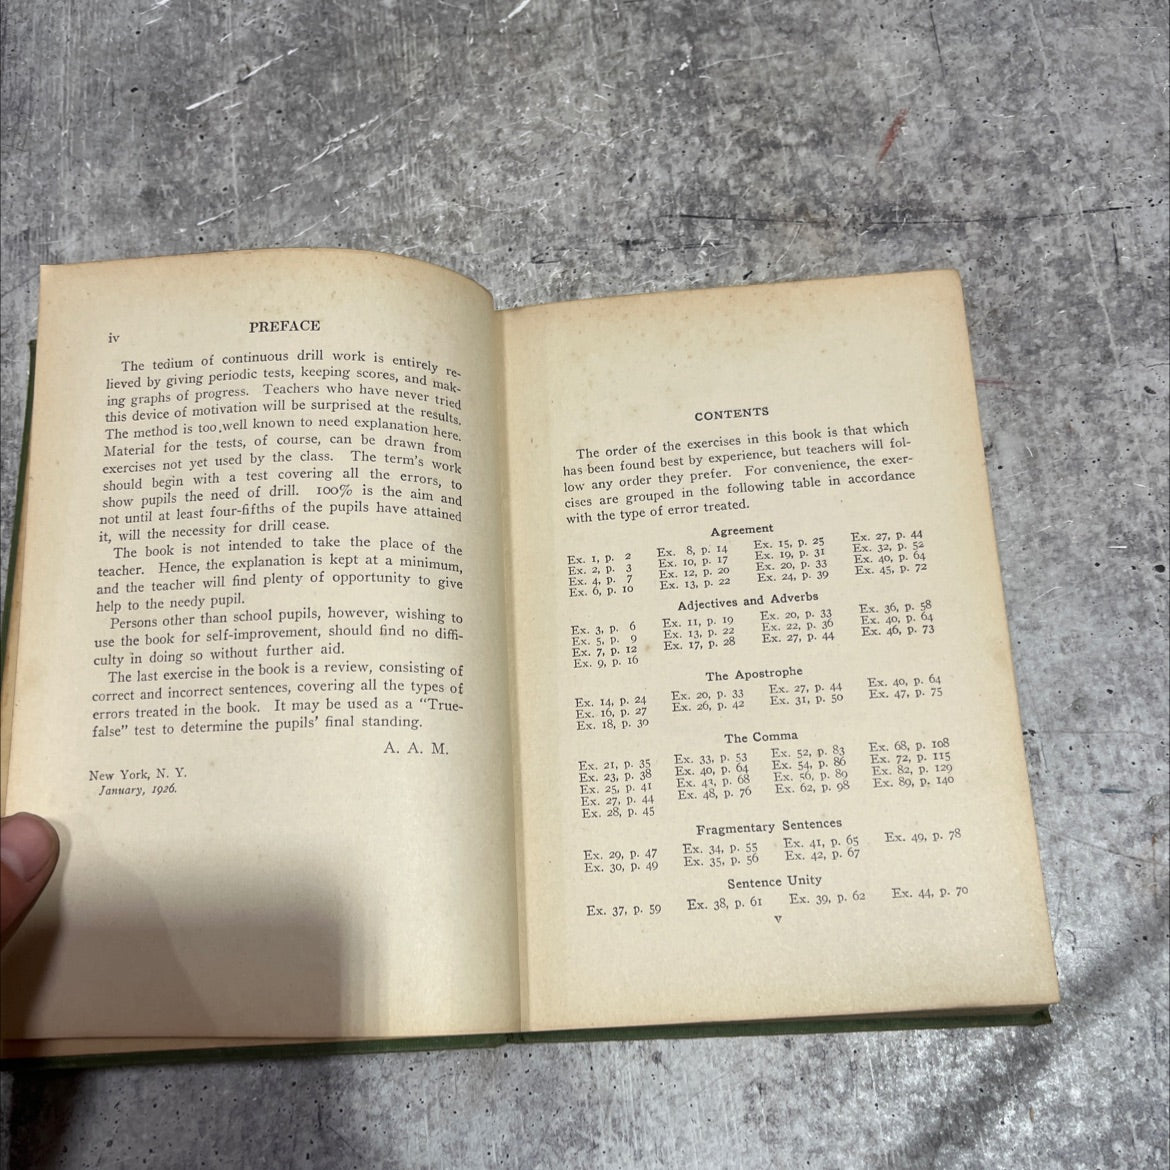 iv
PREFACE
The tedium of continuous drill work is entirely re-
lieved by giving periodic tests, keeping scores, and mak-
ing graphs of progress. Teachers who have never tried
this device of motivation will be surprised at the results.
The method is too well known to need explanation here.
Material for the tests, of course, can be drawn from
exercises not yet used by the class. The term's work
should begin with a test covering all the errors, to
show pupils the need of drill. 100% is the aim and
not until at least four-fifths of the pupils have attained
it, will the necessity for drill cease.
The book is not intended to take the place of the
teacher. Hence, the explanation is kept at a minimum,
and the teacher will find plenty of opportunity to give
help to the needy pupil.
Persons other than school pupils, however, wishing to
use the book for self-improvement, should find no diffi-
culty in doing so without further aid.
The last exercise in the book is a review, consisting of
correct and incorrect sentences, covering all the types of
errors treated in the book. It may be used as a "True-
false" test to determine the pupils' final standing.
A. A. M.
New York, N. Y.
January, 1926.
CONTENTS
The order of the exercises in this book is that which
has been found best by experience, but teachers will fol-
low any order they prefer. For convenience, the exer-
cises are grouped in the following table in accordance
with the type of error treated.
Agreement
Ex. 1, p. 2 Ex. 8, p. 14 Ex. 15, p. 25 Ex. 27, p. 44
Ex. 2, p. 3 Ex. 10, p. 17 Ex. 19, p. 31 Ex. 32, p. 52
Ex. 4, p. 7 Ex. 12, p. 20 Ex. 20, p. 33 Ex. 40, p. 64
Ex. 6, p. 10 Ex. 13, p. 22 Ex. 24, p. 39 Ex. 45, p. 72
Adjectives and Adverbs
Ex. 3, p. 6 Ex. 11, p. 19 Ex. 20, p. 33 Ex. 36, p. 58
Ex. 5, p. 9 Ex. 13, p. 22 Ex. 22, p. 36 Ex. 40, p. 64
Ex. 7, p. 12 Ex. 17, p. 28 Ex. 27, p. 44 Ex. 46, p. 73
Ex. 9, p. 16
The Apostrophe
Ex. 14, p. 24 Ex. 20, p. 33 Ex. 27, p. 44 Ex. 40, p. 64
Ex. 16, p. 27 Ex. 26, p. 42 Ex. 31, p. 50 Ex. 47, p. 75
Ex. 18, p. 30
The Comma
Ex. 21, p. 35 Ex. 33, p. 53 Ex. 52, p. 83 Ex. 68, p. 108
Ex. 23, p. 38 Ex. 40, p. 64 Ex. 54, p. 86 Ex. 72, p. 115
Ex. 25, p. 41 Ex. 43, p. 68 Ex. 56, p. 89 Ex. 82, p. 129
Ex. 27, p. 44 Ex. 48, p. 76 Ex. 62, p. 98 Ex. 89, p. 140
Ex. 28, p. 45
Fragmentary Sentences
Ex. 29, p. 47 Ex. 34, p. 55 Ex. 41, p. 65 Ex. 49, p. 78
Ex. 30, p. 49 Ex. 35, p. 56 Ex. 42, p. 67
Sentence Unity
Ex. 37, p. 59 Ex. 38, p. 61 Ex. 39, p. 62 Ex. 44, p. 70
v